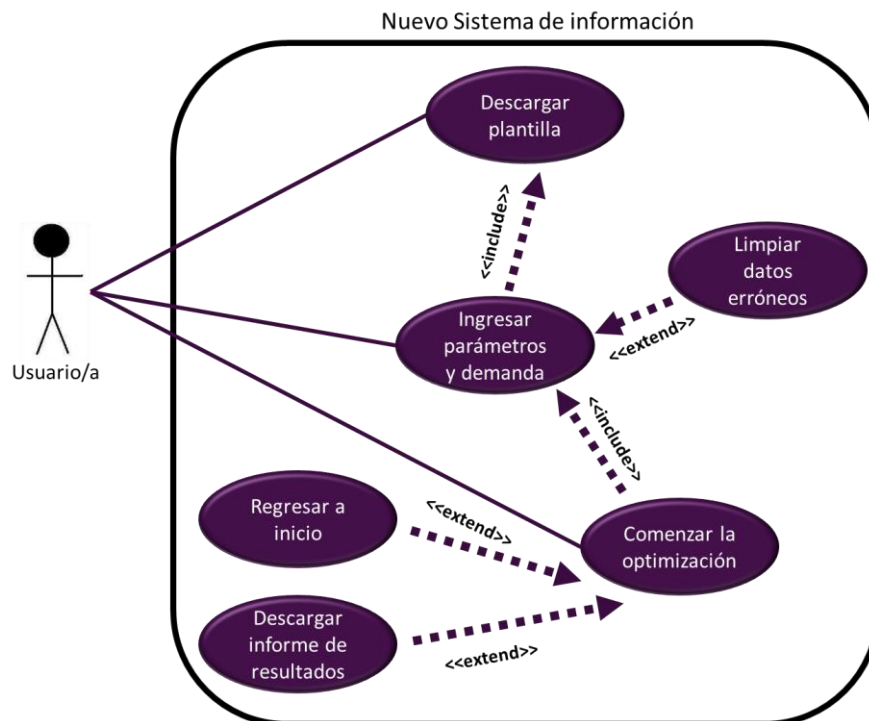 Nuevo Sistema de información
Descargar
plantilla
<<include>>
Limpiar
datos
erróneos
Usuario/a
Ingresar
parámetros
y demanda
<<extend>>
<<include>>
Regresar a
inicio
<<extend>>
Comenzar la
optimización
Descargar
informe de
resultados
<<extend>>